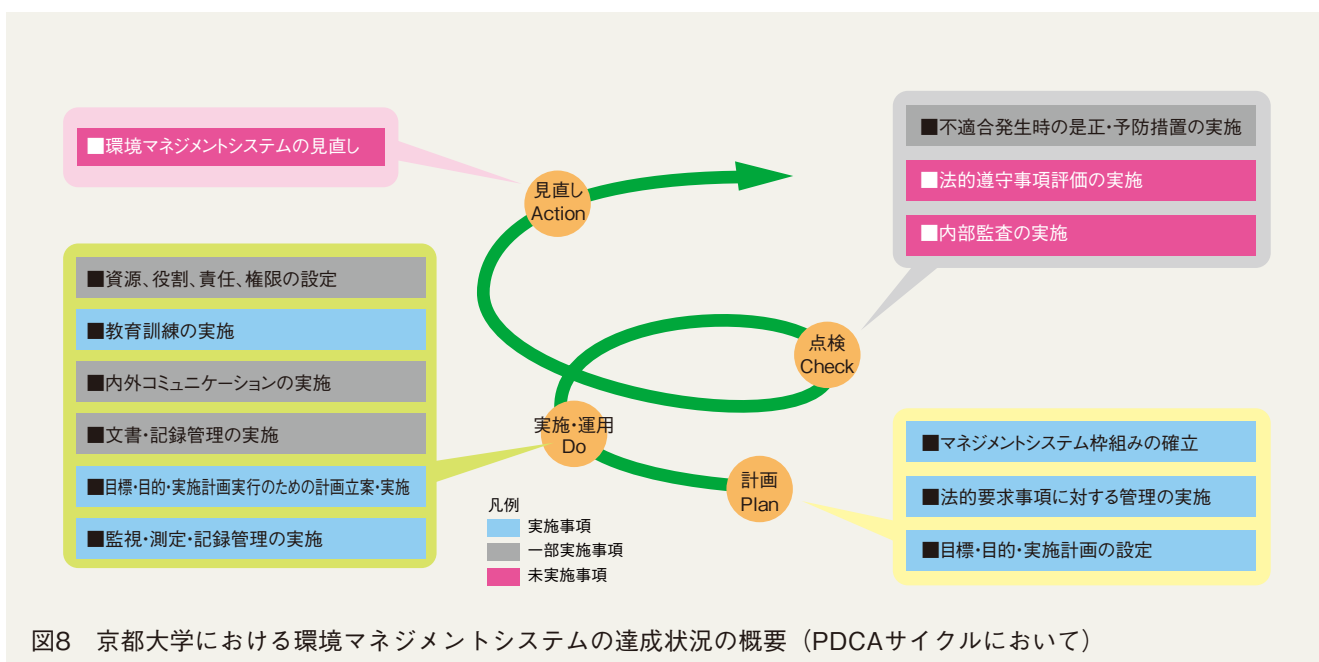 ■環境マネジメントシステムの見直し
見直し
Action
■不適合発生時の是正・予防措置の実施
■法的遵守事項評価の実施
■内部監査の実施
点検
Check
■資源、役割、責任、権限の設定
■教育訓練の実施
■内外コミュニケーションの実施
■文書・記録管理の実施
■目標・目的・実施計画実行のための計画立案・実施
■監視・測定・記録管理の実施
実施・運用
Do
計画
Plan
■マネジメントシステム枠組みの確立
■法的要求事項に対する管理の実施
■目標・目的・実施計画の設定
凡例
実施事項
一部実施事項
未実施事項
図8　京都大学における環境マネジメントシステムの達成状況の概要（PDCAサイクルにおいて）